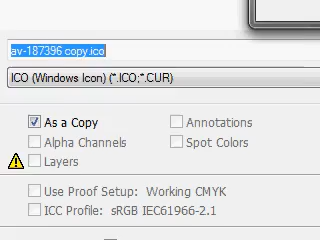 av-187396 copy.ico
ICO (Windows Icon) (*.ICO;*.CUR)
As a Copy
Annotations
Alpha Channels
Spot Colors
Layers
Use Proof Setup: Working CMYK
ICC Profile: sRGB IEC61966-2.1